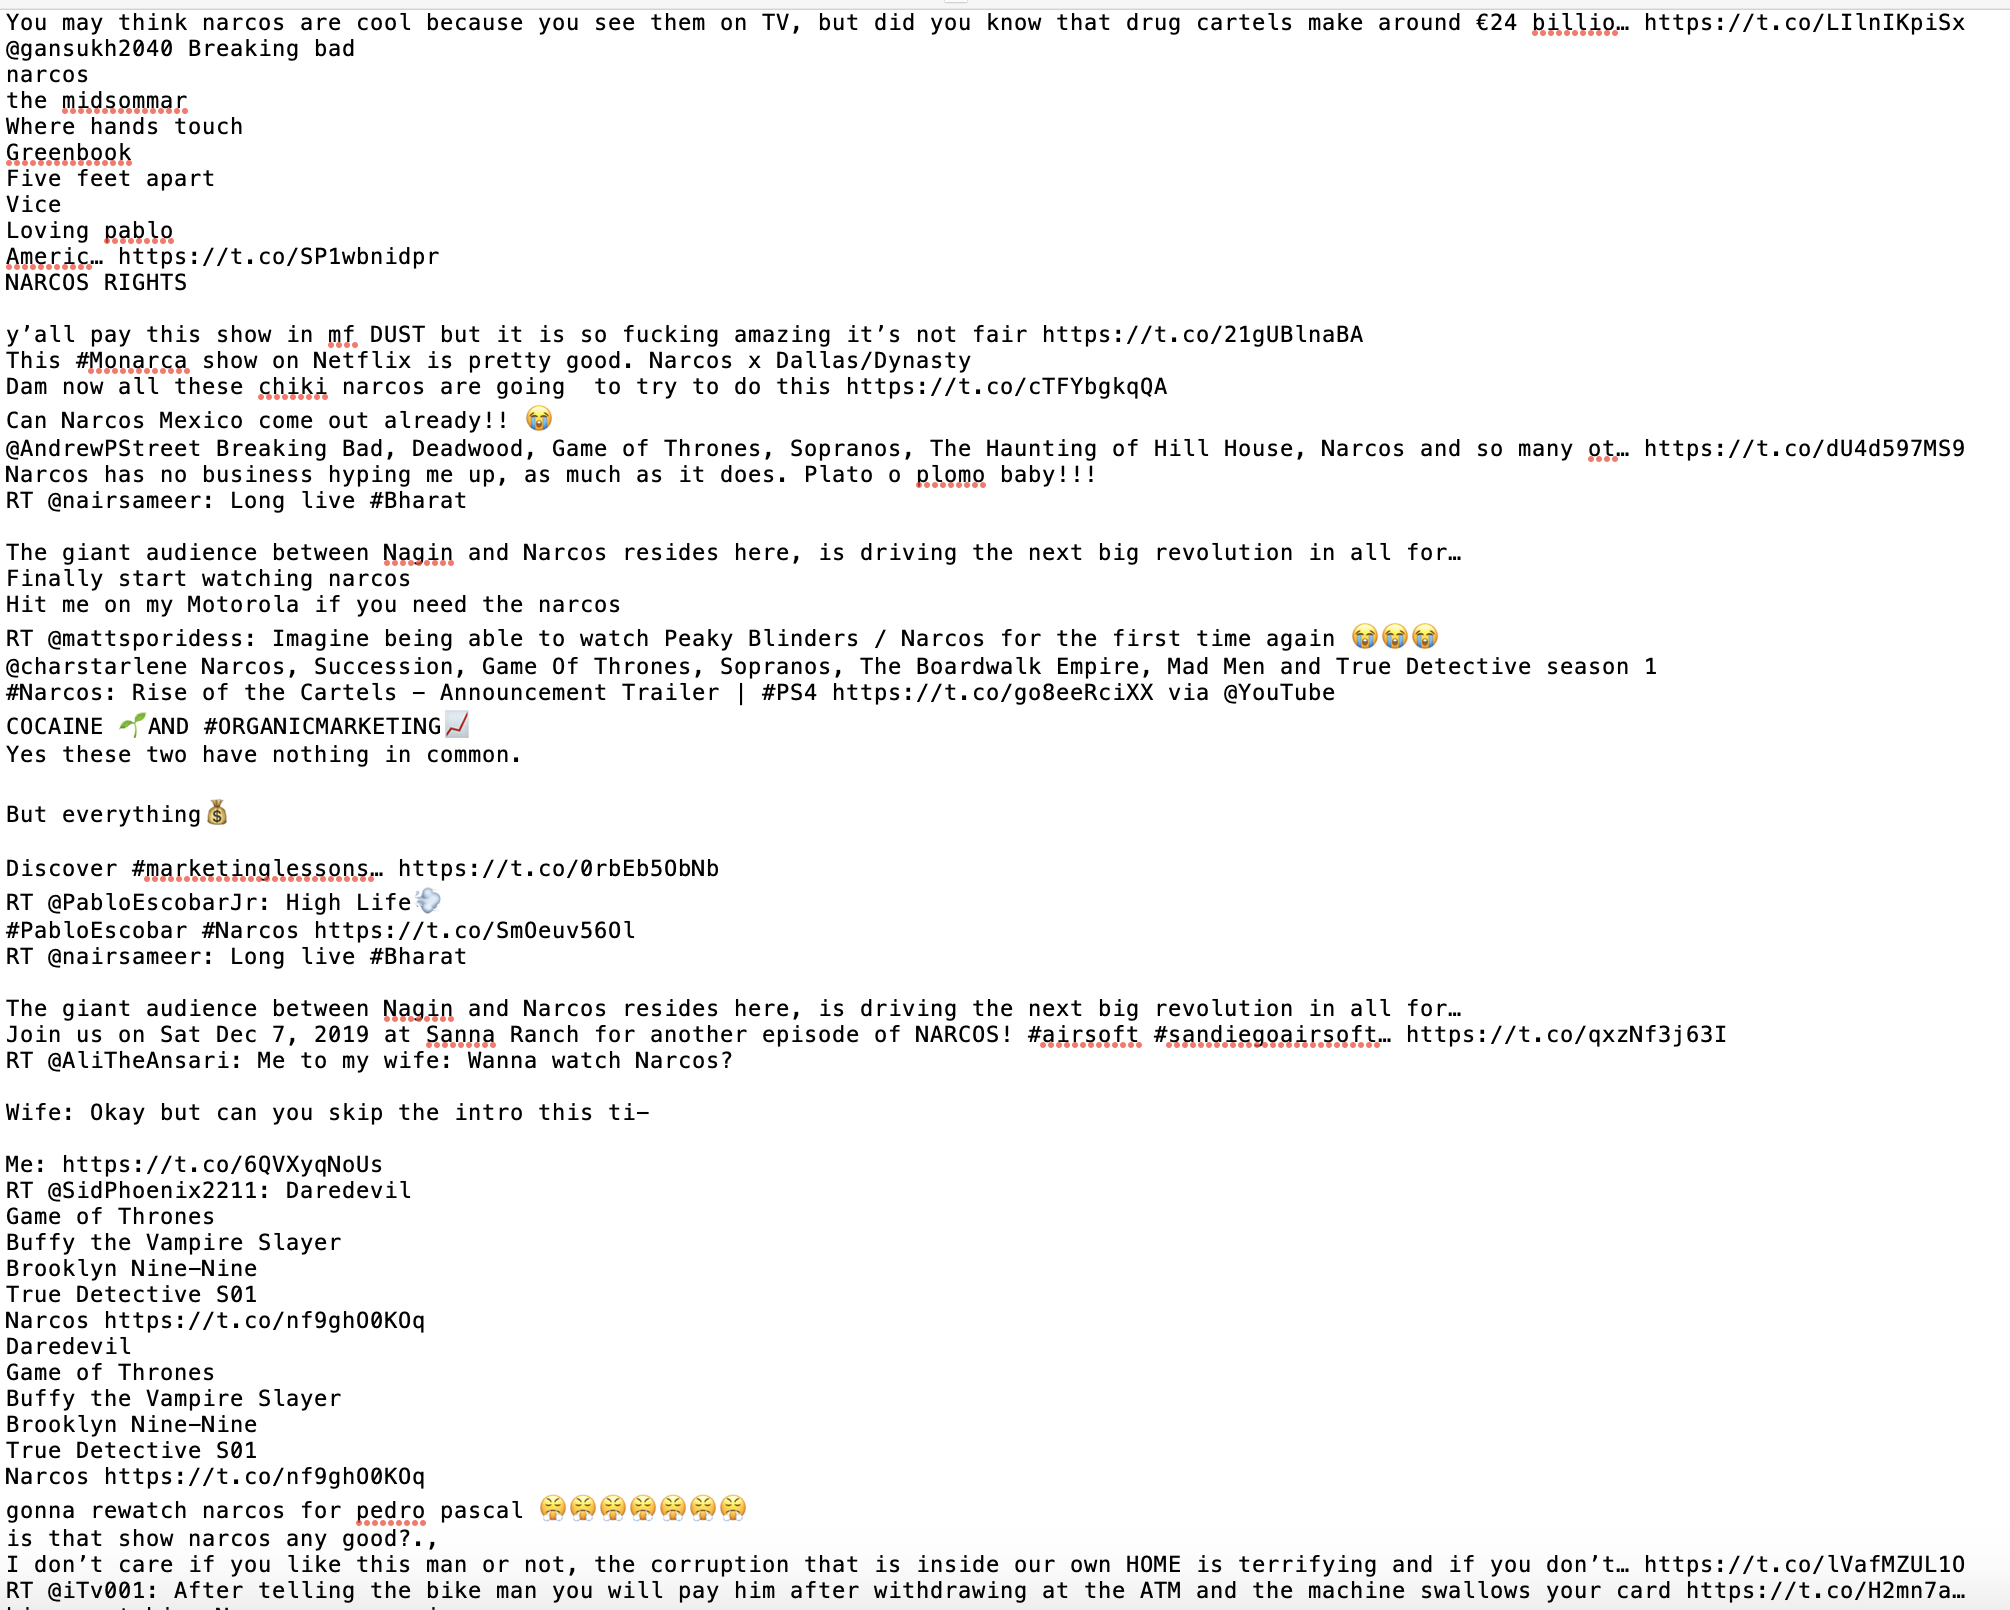 You may think narcos are cool because you see them on TV, but did you know that drug cartels make around €24 billio… https://t.co/LIlnIKpiSx
@gansukh2040 Breaking bad
narcos
the midsommar
Where hands touch
Greenbook
Five feet apart
Vice
Loving pablo
Americ… https://t.co/SP1wbnidpr
NARCOS RIGHTS
y’all pay this show in mf DUST but it is so fucking amazing it’s not fair https://t.co/21gUBlnaBA
This #Monarca show on Netflix is pretty good. Narcos x Dallas/Dynasty
Dam now all these chiki narcos are going  to try to do this https://t.co/cTFYbgkqQA
Can Narcos Mexico come out already!! 😭
@AndrewPStreet Breaking Bad, Deadwood, Game of Thrones, Sopranos, The Haunting of Hill House, Narcos and so many ot… https://t.co/dU4d597MS9
Narcos has no business hyping me up, as much as it does. Plato o plomo baby!!!
RT @nairsameer: Long live #Bharat
The giant audience between Nagin and Narcos resides here, is driving the next big revolution in all for…
Finally start watching narcos
Hit me on my Motorola if you need the narcos
RT @mattsporidess: Imagine being able to watch Peaky Blinders / Narcos for the first time again 😭😭😭
@charstarlene Narcos, Succession, Game Of Thrones, Sopranos, The Boardwalk Empire, Mad Men and True Detective season 1
#Narcos: Rise of the Cartels – Announcement Trailer | #PS4 https://t.co/go8eeRciXX via @YouTube
COCAINE 🌱AND #ORGANICMARKETING📈
Yes these two have nothing in common.
But everything💰
Discover #marketinglessons… https://t.co/0rbEb5ObNb
RT @PabloEscobarJr: High Life💨
#PabloEscobar #Narcos https://t.co/SmOeuv56Ol
RT @nairsameer: Long live #Bharat
The giant audience between Nagin and Narcos resides here, is driving the next big revolution in all for…
Join us on Sat Dec 7, 2019 at Sanna Ranch for another episode of NARCOS! #airsoft #sandiegoairsoft… https://t.co/qxzNf3j63I
RT @AliTheAnsari: Me to my wife: Wanna watch Narcos?
Wife: Okay but can you skip the intro this ti–
Me: https://t.co/6QVXyqNoUs
RT @SidPhoenix2211: Daredevil
Game of Thrones
Buffy the Vampire Slayer
Brooklyn Nine–Nine
True Detective S01
Narcos https://t.co/nf9ghO0KOq
Daredevil
Game of Thrones
Buffy the Vampire Slayer
Brooklyn Nine–Nine
True Detective S01
Narcos https://t.co/nf9ghO0KOq
gonna rewatch narcos for pedro pascal 😤😤😤😤😤😤😤
is that show narcos any good?.,
I don’t care if you like this man or not, the corruption that is inside our own HOME is terrifying and if you don’t… https://t.co/lVafMZUL1O
RT @iTv001: After telling the bike man you will pay him after withdrawing at the ATM and the machine swallows your card https://t.co/H2mn7a…